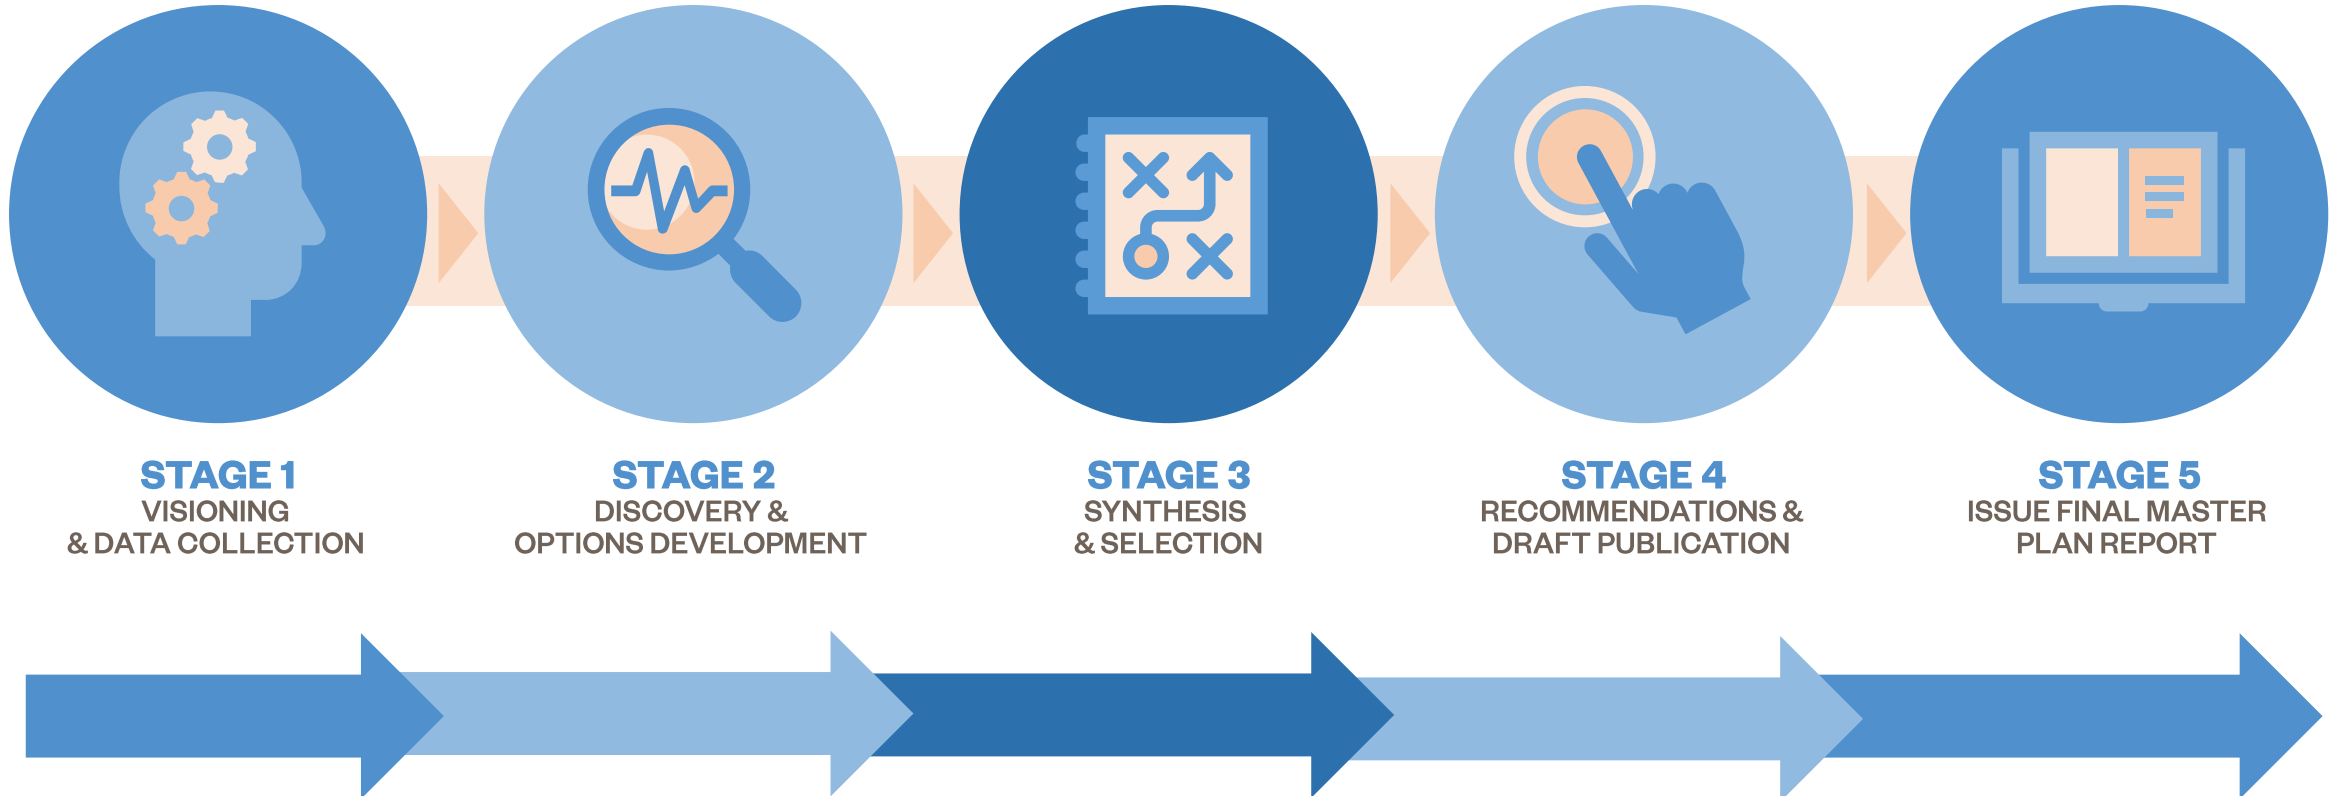 STAGE 1
VISIONING
& DATA COLLECTION
STAGE 2
DISCOVERY &
OPTIONS DEVELOPMENT
STAGE 3
SYNTHESIS
& SELECTION
STAGE 4
RECOMMENDATIONS &
DRAFT PUBLICATION
STAGE 5
ISSUE FINAL MASTER
PLAN REPORT